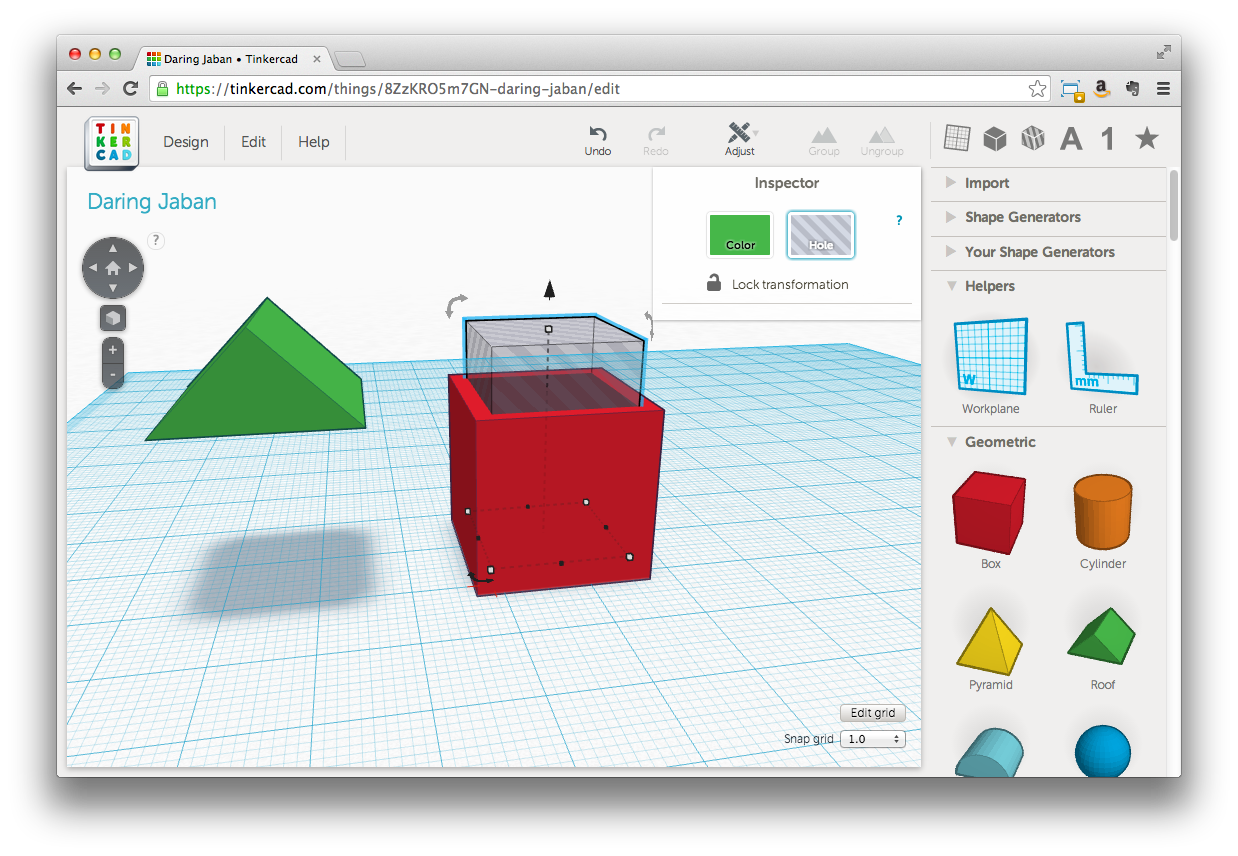 Daring Jaban • Tinkercad
https://tinkercad.com/things/8ZzKRO5m7GN-daring-jaban/edit
TIN
KER
CAD
Design
Edit
Help
Undo
Redo
Adjust
Group
Ungroup
A
1
Daring Jaban
?
+
-
Inspector
Color
Hole
?
Lock transformation
Edit grid
Snap grid
1.0
Import
Shape Generators
Your Shape Generators
Helpers
W
mm
Workplane
Ruler
Geometric
Box
Cylinder
Pyramid
Roof